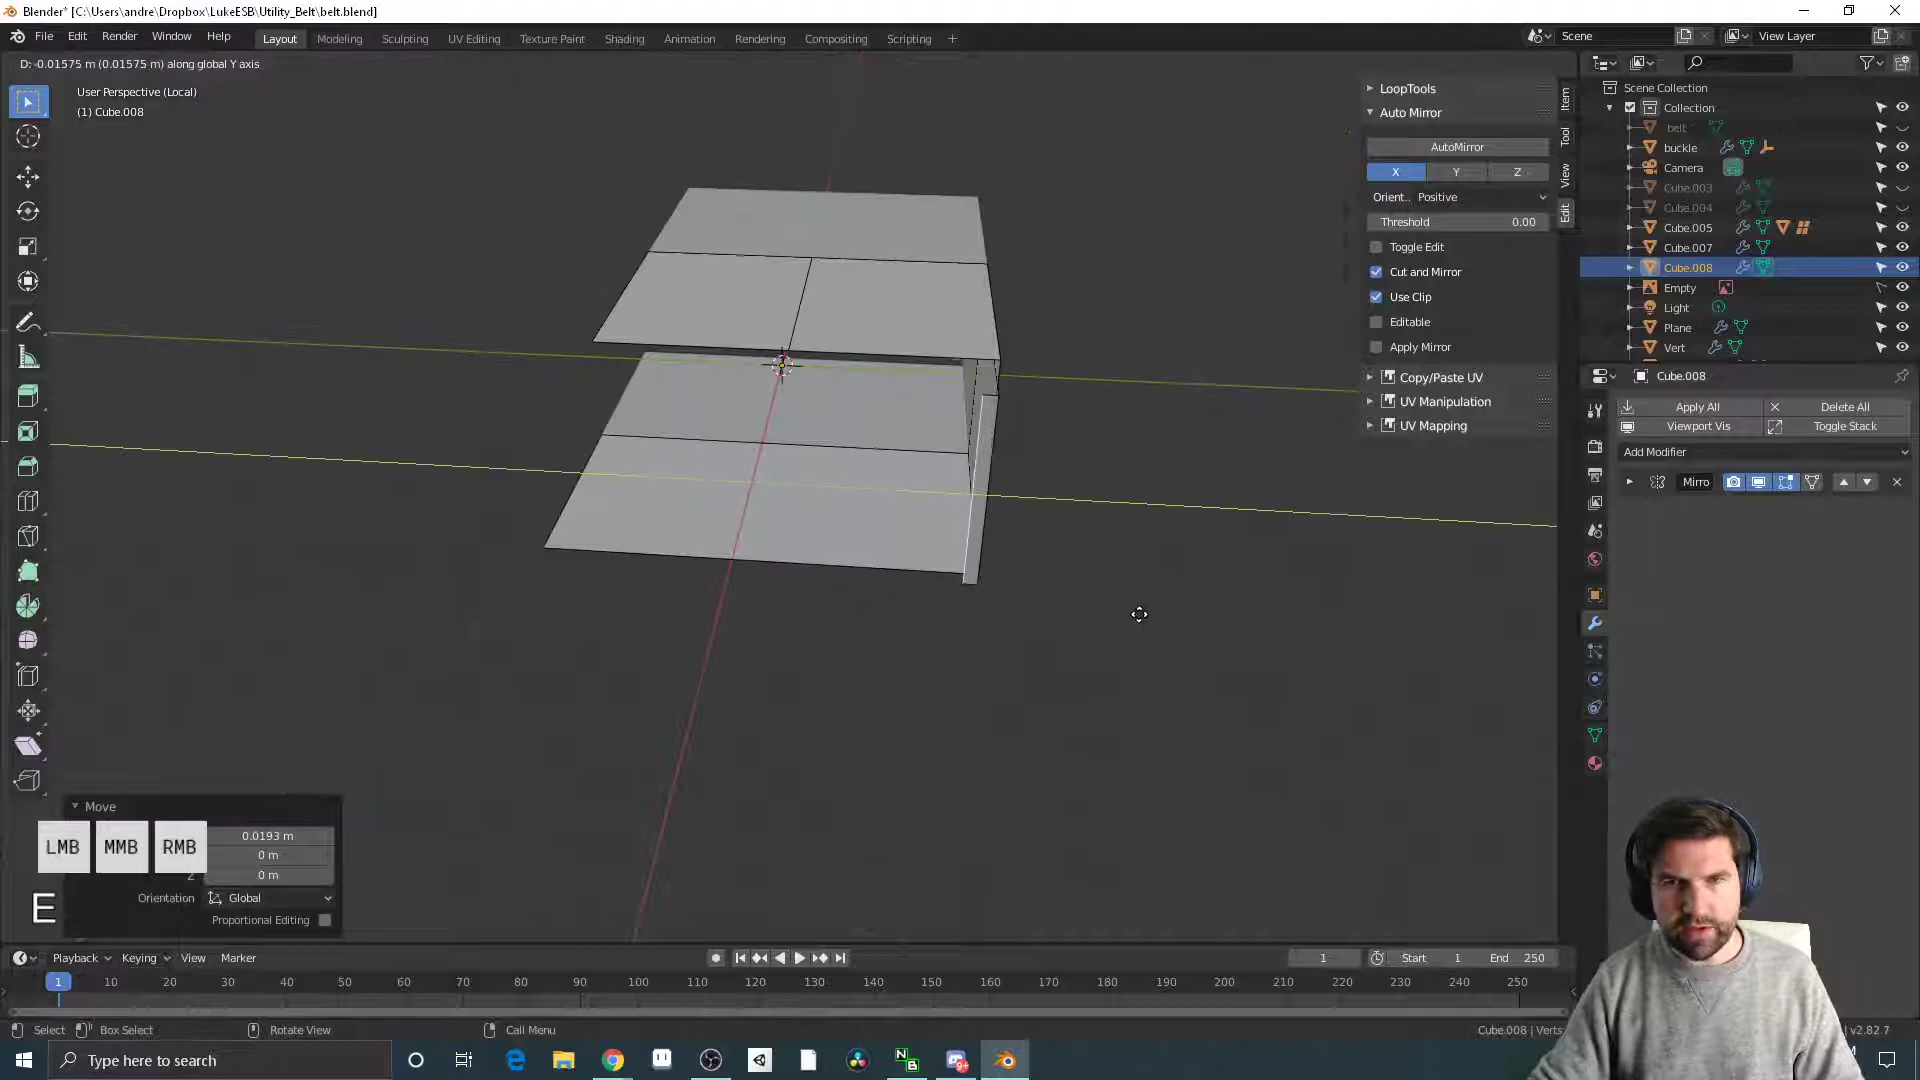 Blender* [C:\Users\andre\Dropbox\LukeESB\Utility_Belt\belt.blend]
File Edit Render Window Help
Layout Modeling Sculpting UV Editing Texture Paint Shading Animation Rendering Compositing Scripting
Scene
View Layer
D: -0.01575 m (0.01575 m) along global Y axis
User Perspective (Local)
(1) Cube.008
LoopTools
Auto Mirror
AutoMirror
X Y Z
Orient.. Positive
Threshold 0.00
Toggle Edit
Cut and Mirror
Use Clip
Editable
Apply Mirror
Copy/Paste UV
UV Manipulation
UV Mapping
Item
Tool
View
Edit
Scene Collection
Collection
belt
buckle
Camera
Cube.003
Cube.004
Cube.005
Cube.007
Cube.008
Empty
Light
Plane
Vert
Cube.008
Apply All Delete All
Viewport Vis Toggle Stack
Add Modifier
Mirro
Move
LMB MMB RMB
0.0193 m
0 m
Z 0 m
Orientation Global
Proportional Editing
E
Playback Keying View Marker
1 Start 1 End 250
1 10 20 30 40 50 60 70 80 90 100 110 120 130 140 150 160 170 180 190 200 210 220 230 240 250
Select Box Select Rotate View Call Menu
Cube.008 | Verts:
v2.82.7
Type here to search